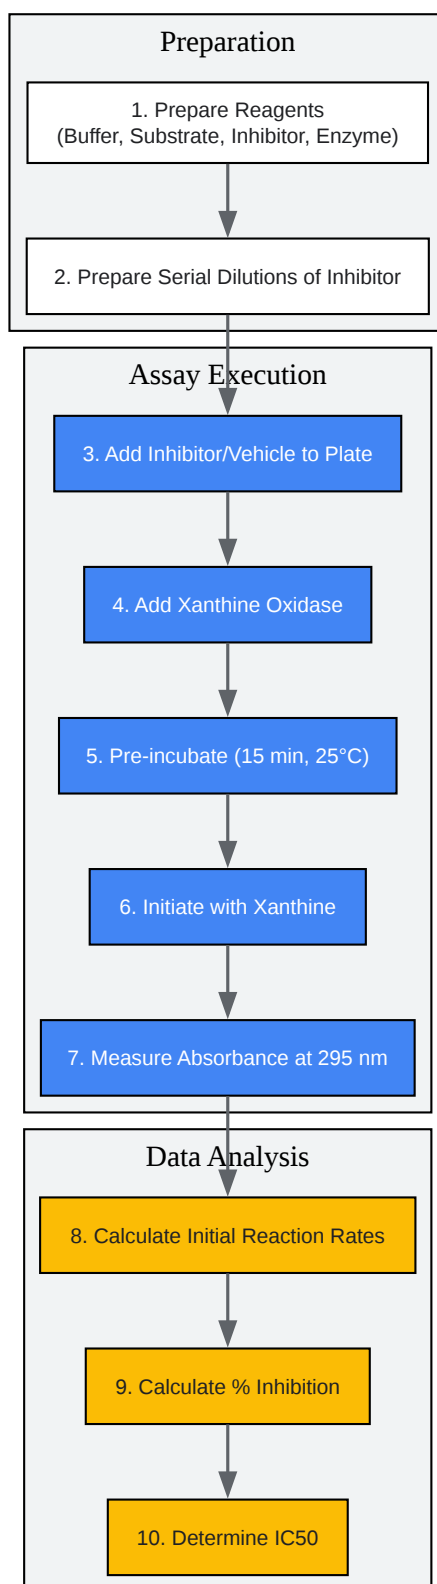 Preparation
1. Prepare Reagents
(Buffer, Substrate, Inhibitor, Enzyme)
2. Prepare Serial Dilutions of Inhibitor
Assay Execution
3. Add Inhibitor/Vehicle to Plate
4. Add Xanthine Oxidase
5. Pre-incubate (15 min, 25°C)
6. Initiate with Xanthine
7. Measure Absorbance at 295 nm
Data Analysis
8. Calculate Initial Reaction Rates
9. Calculate % Inhibition
10. Determine IC50